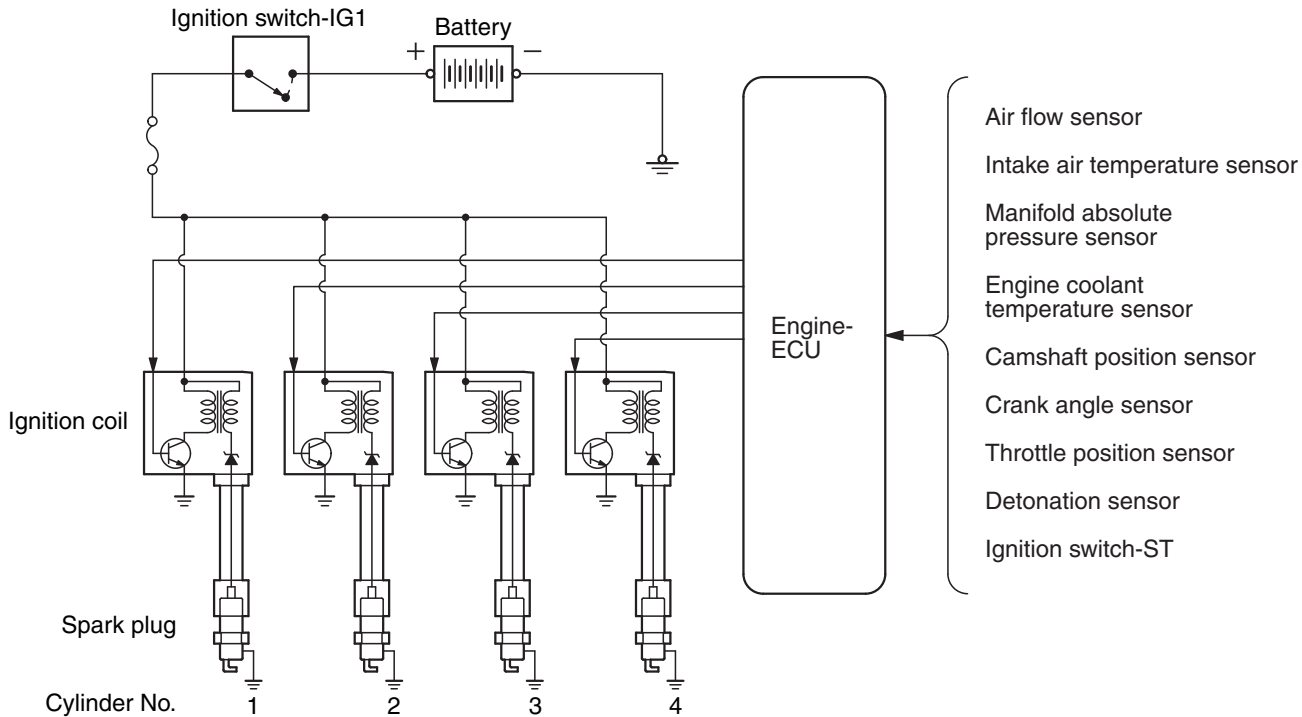 Ignition switch-IG1
Battery
+
−
Air flow sensor
Intake air temperature sensor
Manifold absolute
pressure sensor
Engine coolant
temperature sensor
Engine-
ECU
Camshaft position sensor
Crank angle sensor
Ignition coil
Throttle position sensor
Detonation sensor
Ignition switch-ST
Spark plug
Cylinder No. 1 2 3 4